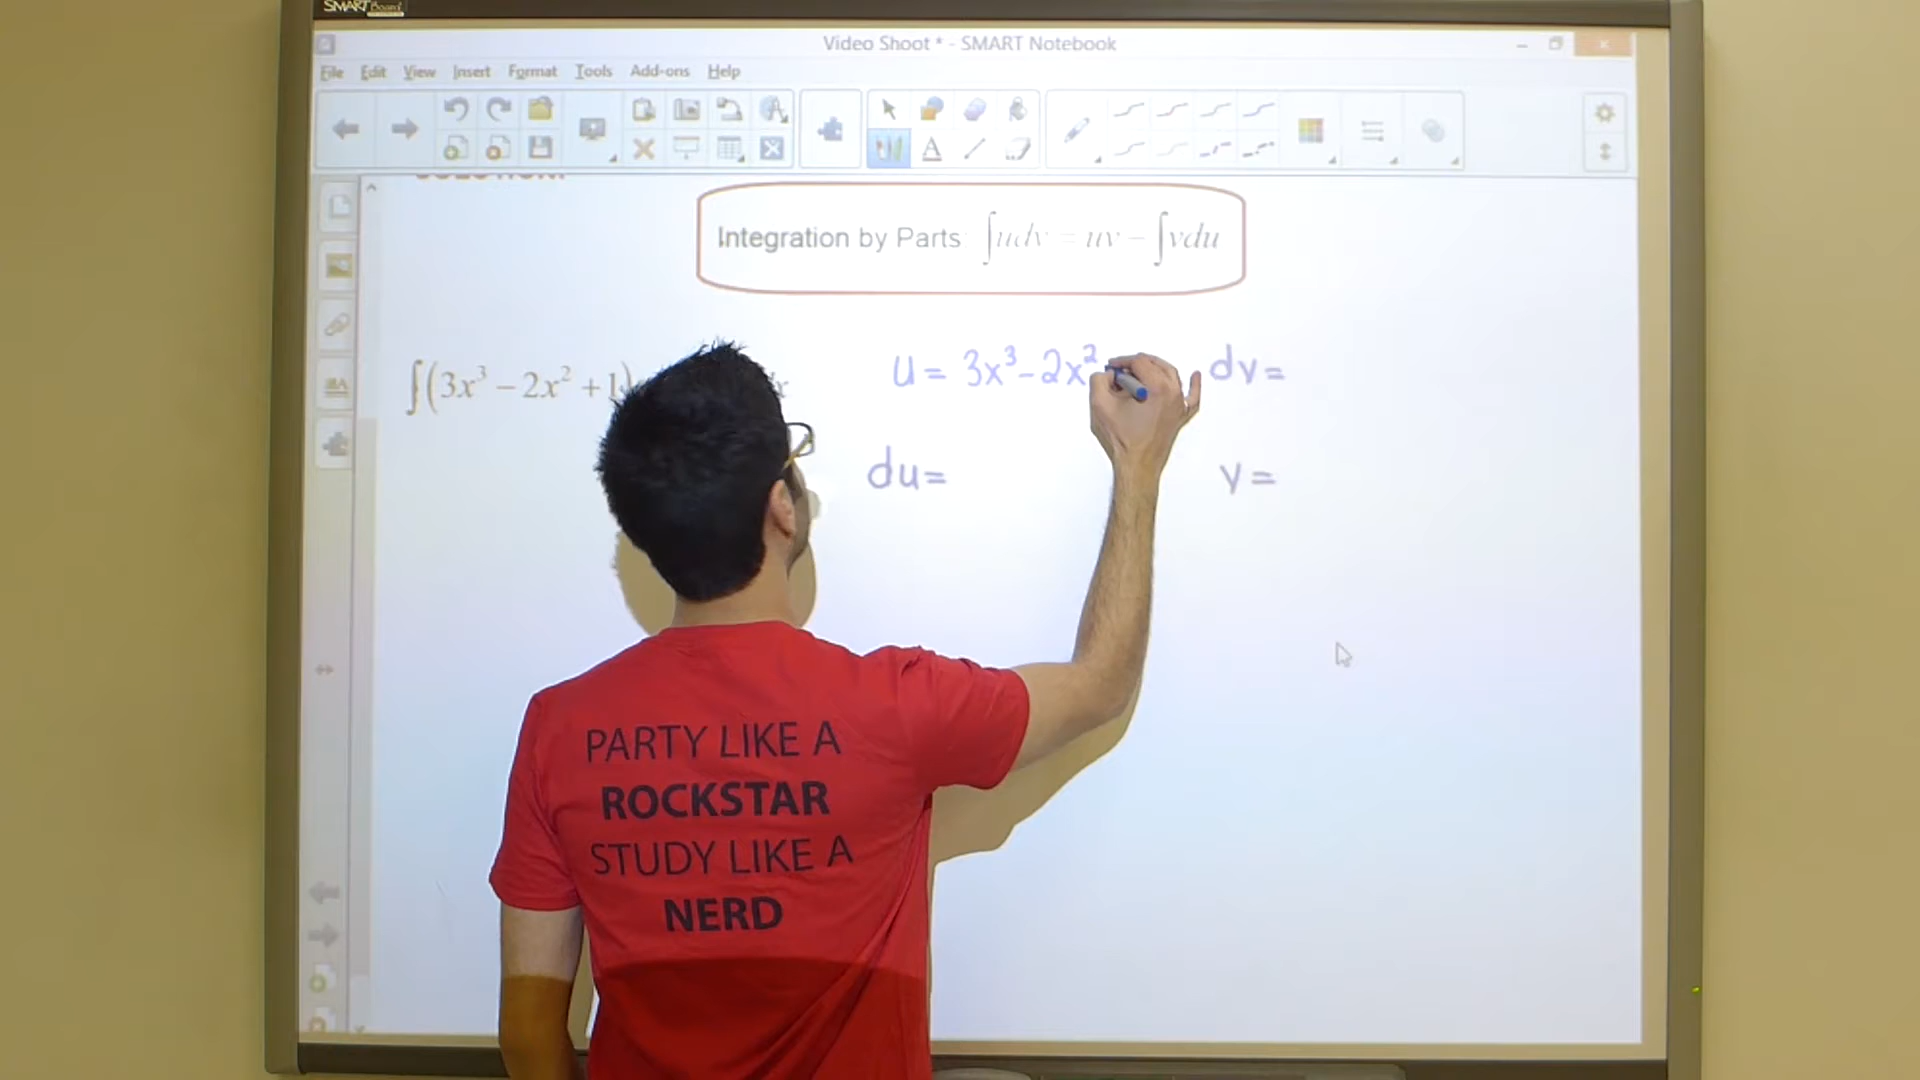 SMART Board
Video Shoot * - SMART Notebook
File Edit View Insert Format Tools Add-ons Help
Integration by Parts ∫udv = uv − ∫vdu
∫(3x³ − 2x² + 1)
u = 3x³ - 2x² dv =
du = v =
PARTY LIKE A
ROCKSTAR
STUDY LIKE A
NERD